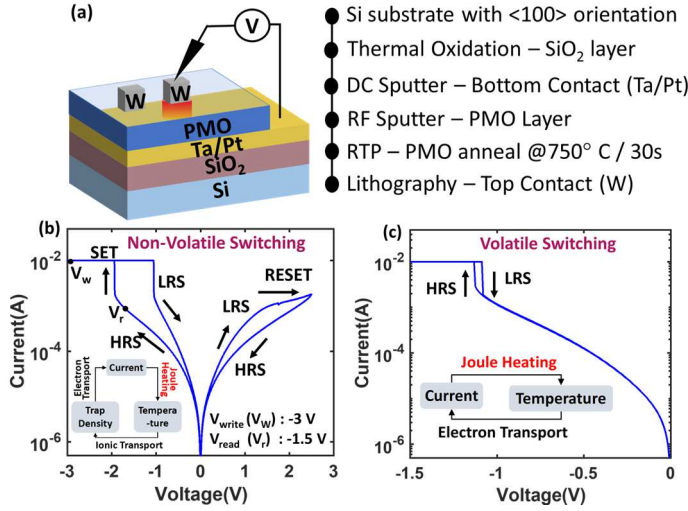 (a)
V
W
W
PMO
Ta/Pt
SiO2
Si
Si substrate with <100> orientation
Thermal Oxidation – SiO2 layer
DC Sputter – Bottom Contact (Ta/Pt)
RF Sputter – PMO Layer
RTP – PMO anneal @750° C / 30s
Lithography – Top Contact (W)
(b)
Non-Volatile Switching
SET
Vw
Vr
LRS
HRS
RESET
LRS
HRS
Current
Joule
Heating
Electron
Transport
Trap
Density
Tempera
-ture
Ionic Transport
Vwrite (Vw) : -3 V
Vread (Vr) : -1.5 V
10-2
10-4
10-6
Current(A)
-3
-2
-1
0
1
2
3
Voltage(V)
(c)
Volatile Switching
HRS
LRS
Joule Heating
Current
Temperature
Electron Transport
10-2
10-4
10-6
Current(A)
-1.5
-1
-0.5
0
Voltage(V)